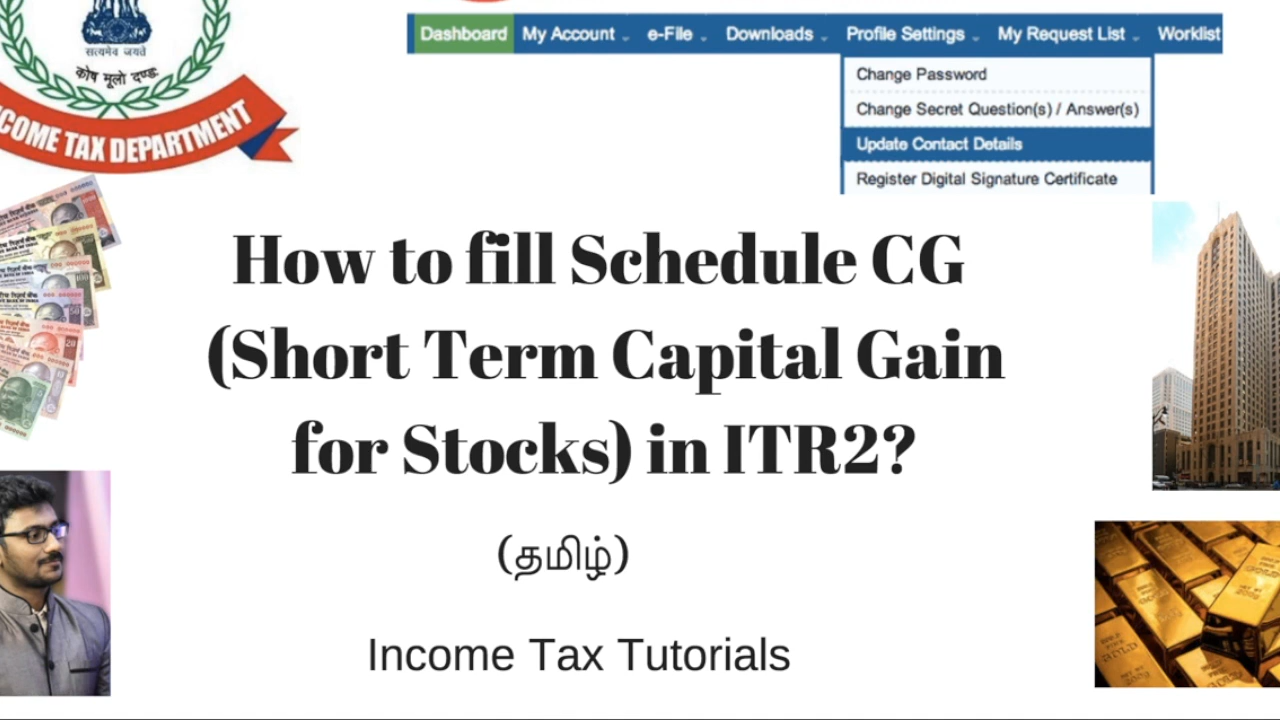 सत्यमेव जयते
कोष मूलो दण्डः
COME TAX DEPARTMENT
Dashboard My Account e-File Downloads Profile Settings My Request List Worklist
Change Password
Change Secret Question(s) / Answer(s)
Update Contact Details
Register Digital Signature Certificate
How to fill Schedule CG
(Short Term Capital Gain
for Stocks) in ITR2?
(தமிழ்)
Income Tax Tutorials